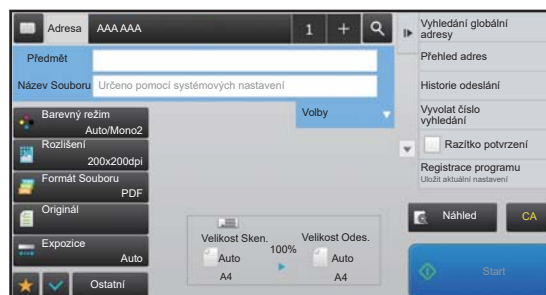 Adresa AAA AAA 1 +
Předmět
Název Souboru Určeno pomocí systémových nastavení
Volby
Barevný režim
Auto/Mono2
Rozlišení
200x200dpi
Formát Souboru
PDF
Originál
Expozice
Auto
Ostatní
Velikost Sken.
Auto
A4
100%
Velikost Odes.
Auto
A4
Vyhledání globální
adresy
Přehled adres
Historie odeslání
Vyvolat číslo
vyhledání
Razítko potvrzení
Registrace programu
Uložit aktuální nastavení
Náhled
CA
Start